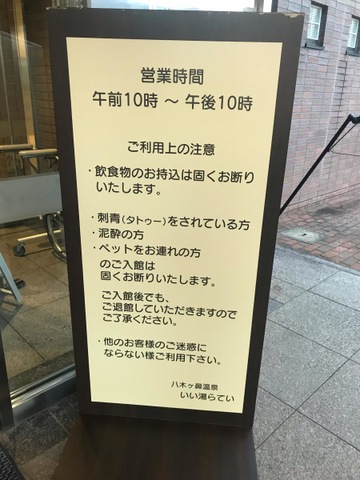 営業時間
午前10時 ～ 午後10時
ご利用上の注意
・飲食物のお持込は固くお断り
いたします。
・刺青(タトゥー)をされている方
・泥酔の方
・ペットをお連れの方
のご入館は
固くお断りいたします。
ご入館後でも、
ご退館していただきますので
ご了承ください。
・他のお客様のご迷惑に
ならない様ご利用下さい。
八木ヶ鼻温泉
いい湯らてい